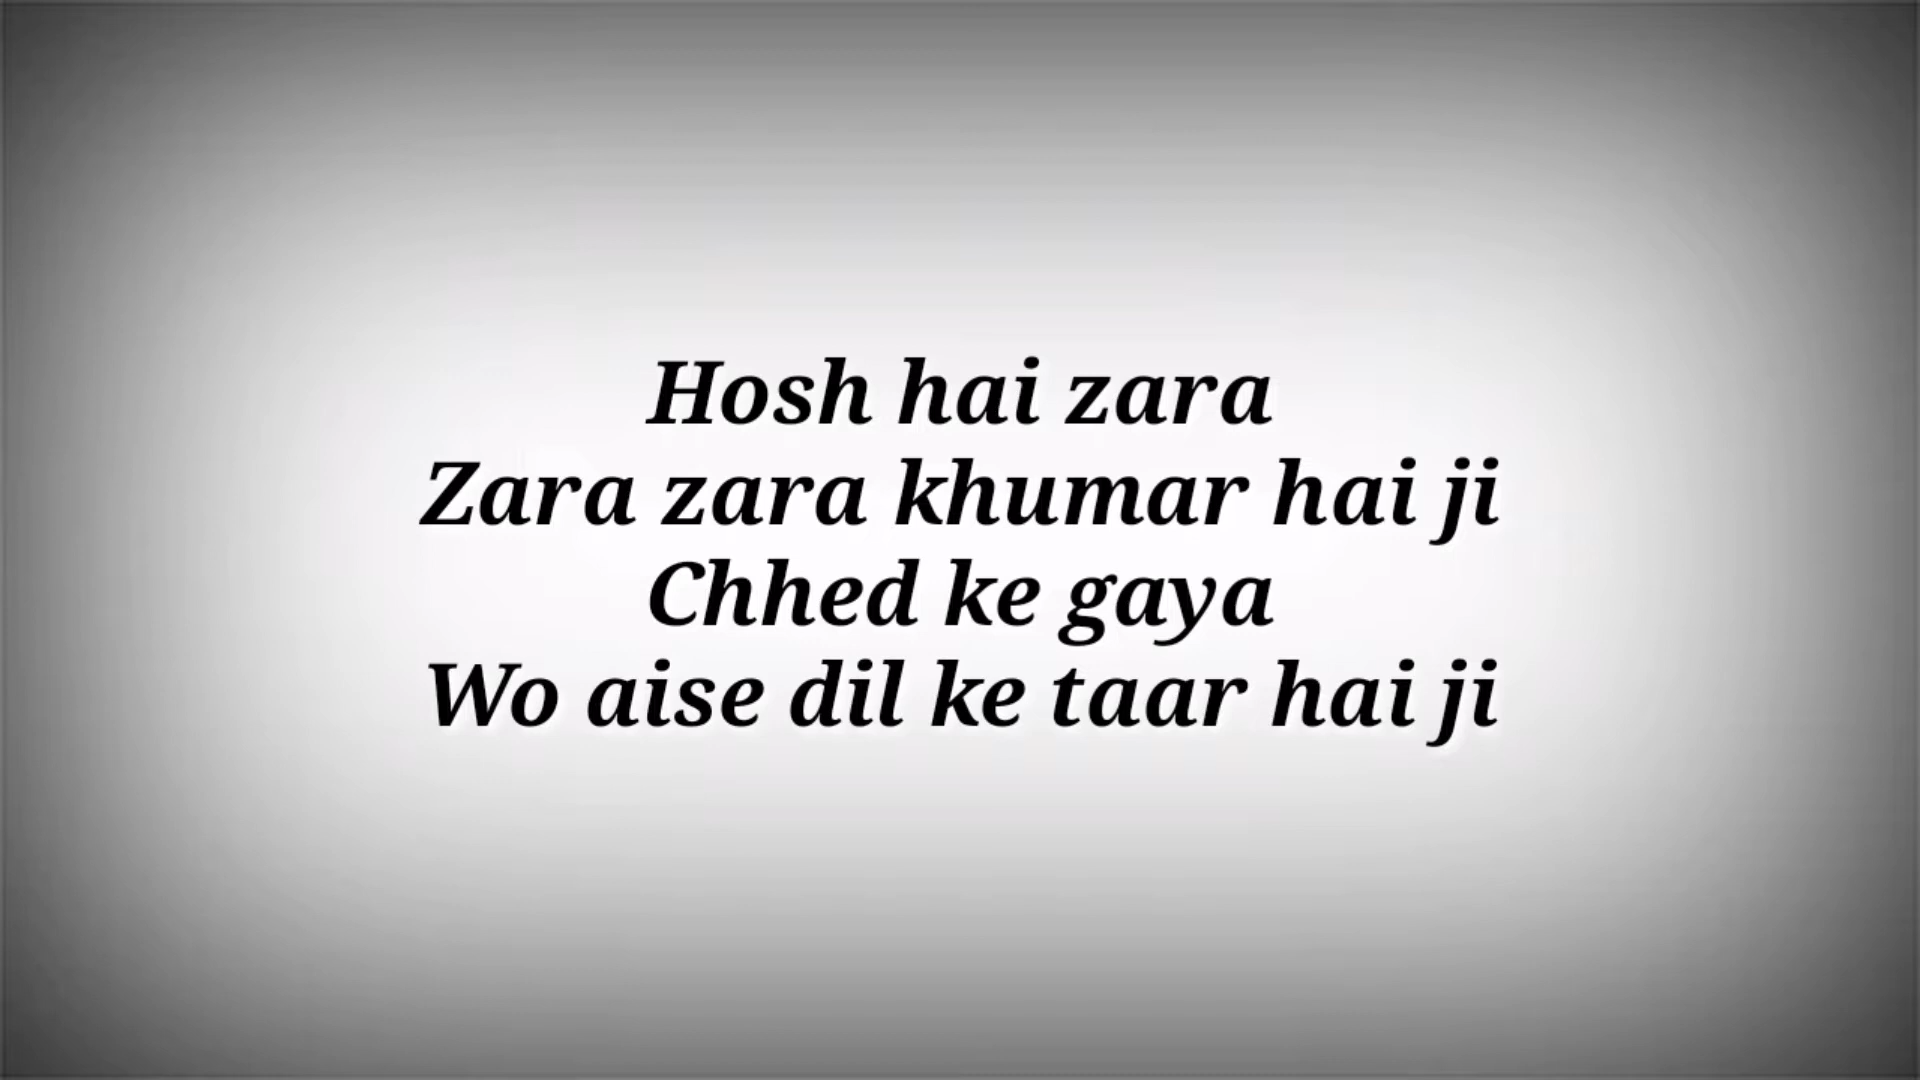 Hosh hai zara
Zara zara khumar hai ji
Chhed ke gaya
Wo aise dil ke taar hai ji